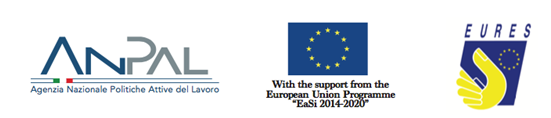 ANPAL
Agenzia Nazionale Politiche Attive del Lavoro
With the support from the
European Union Programme
“EaSi 2014-2020”
EURES